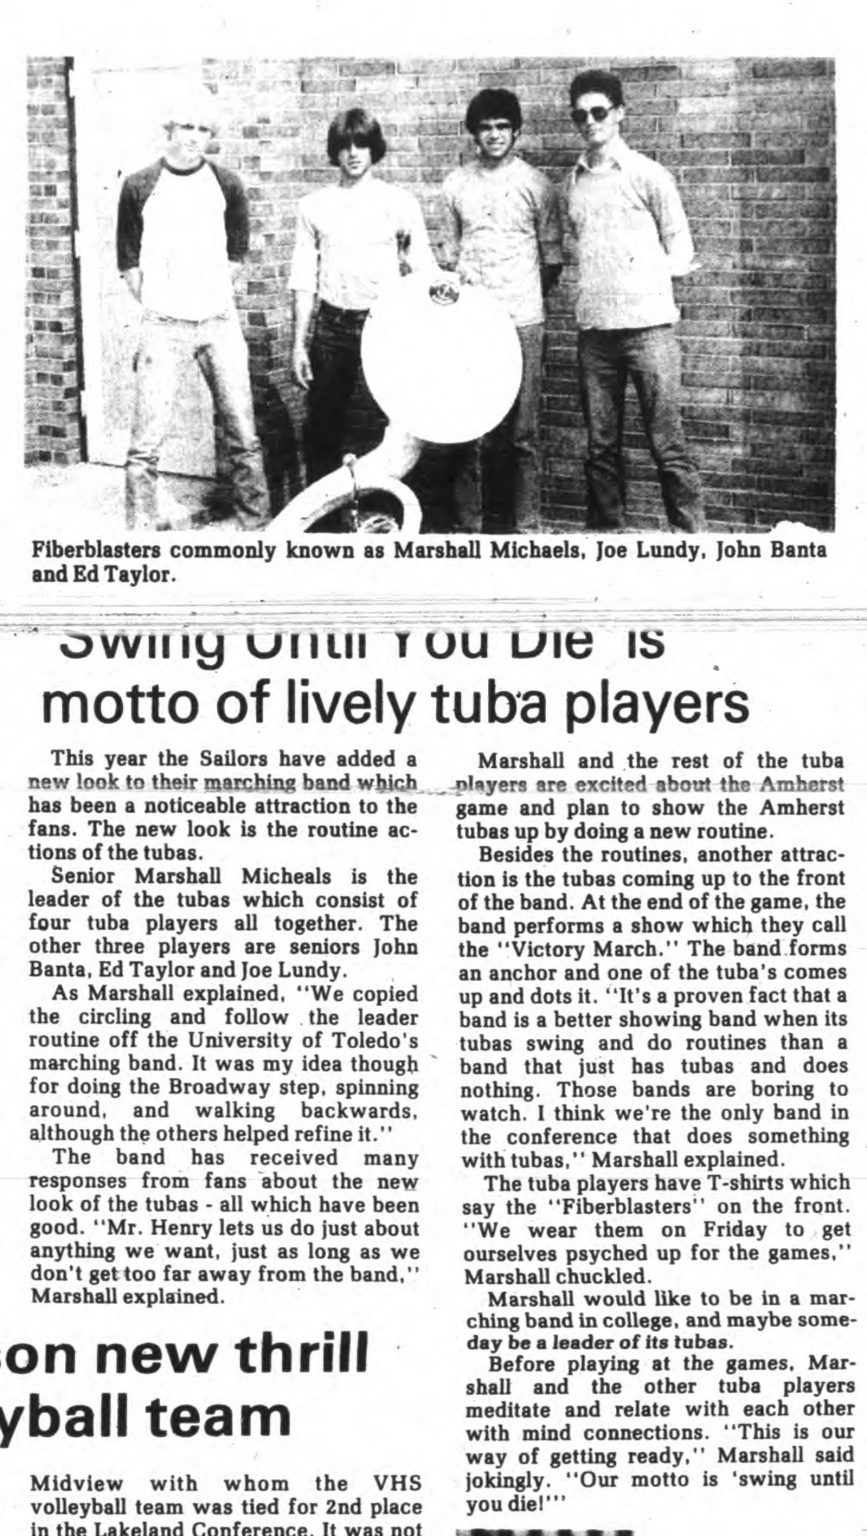 Fiberblasters commonly known as Marshall Michaels, Joe Lundy, John Banta
and Ed Taylor.
Swing Until You Die' is
motto of lively tuba players
This year the Sailors have added a
new look to their marching band which
has been a noticeable attraction to the
fans. The new look is the routine ac-
tions of the tubas.
Senior Marshall Micheals is the
leader of the tubas which consist of
four tuba players all together. The
other three players are seniors John
Banta, Ed Taylor and Joe Lundy.
As Marshall explained, "We copied
the circling and follow the leader
routine off the University of Toledo's
marching band. It was my idea though
for doing the Broadway step, spinning
around, and walking backwards,
although the others helped refine it."
The band has received many
responses from fans about the new
look of the tubas - all which have been
good. "Mr. Henry lets us do just about
anything we want, just as long as we
don't get too far away from the band,"
Marshall explained.
Marshall and the rest of the tuba
players are excited about the Amherst
game and plan to show the Amherst
tubas up by doing a new routine.
Besides the routines, another attrac-
tion is the tubas coming up to the front
of the band. At the end of the game, the
band performs a show which they call
the "Victory March." The band forms
an anchor and one of the tuba's comes
up and dots it. "It's a proven fact that a
band is a better showing band when its
tubas swing and do routines than a
band that just has tubas and does
nothing. Those bands are boring to
watch. I think we're the only band in
the conference that does something
with tubas," Marshall explained.
The tuba players have T-shirts which
say the "Fiberblasters" on the front.
"We wear them on Friday to get
ourselves psyched up for the games,"
Marshall chuckled.
Marshall would like to be in a mar-
ching band in college, and maybe some-
day be a leader of its tubas.
Before playing at the games, Mar-
shall and the other tuba players
meditate and relate with each other
with mind connections. "This is our
way of getting ready," Marshall said
jokingly. "Our motto is 'swing until
you die!'"
son new thrill
yball team
Midview with whom the VHS
volleyball team was tied for 2nd place
in the Lakeland Conference. It was not